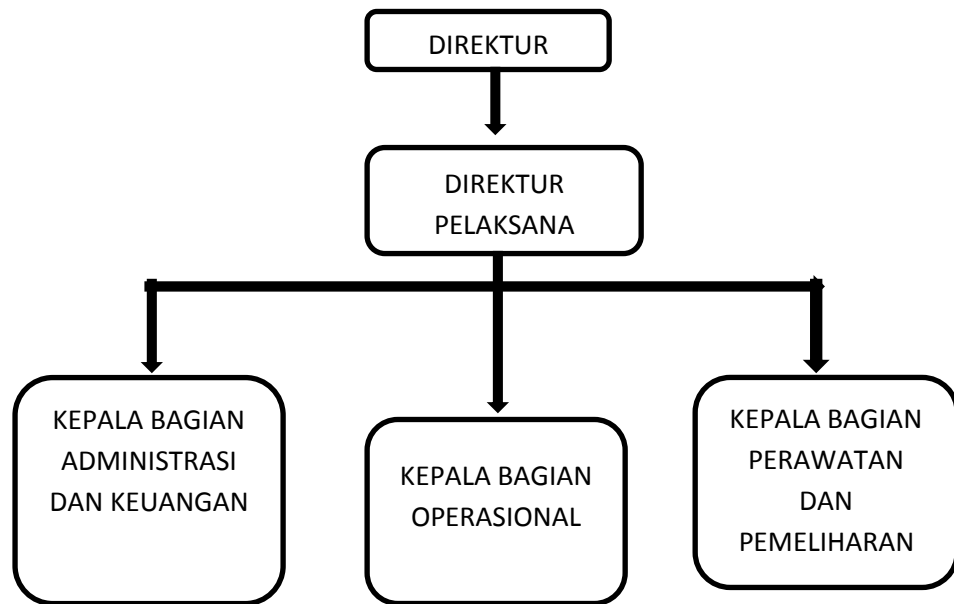 DIREKTUR
DIREKTUR
PELAKSANA
KEPALA BAGIAN
ADMINISTRASI
DAN KEUANGAN
KEPALA BAGIAN
OPERASIONAL
KEPALA BAGIAN
PERAWATAN
DAN
PEMELIHARAN